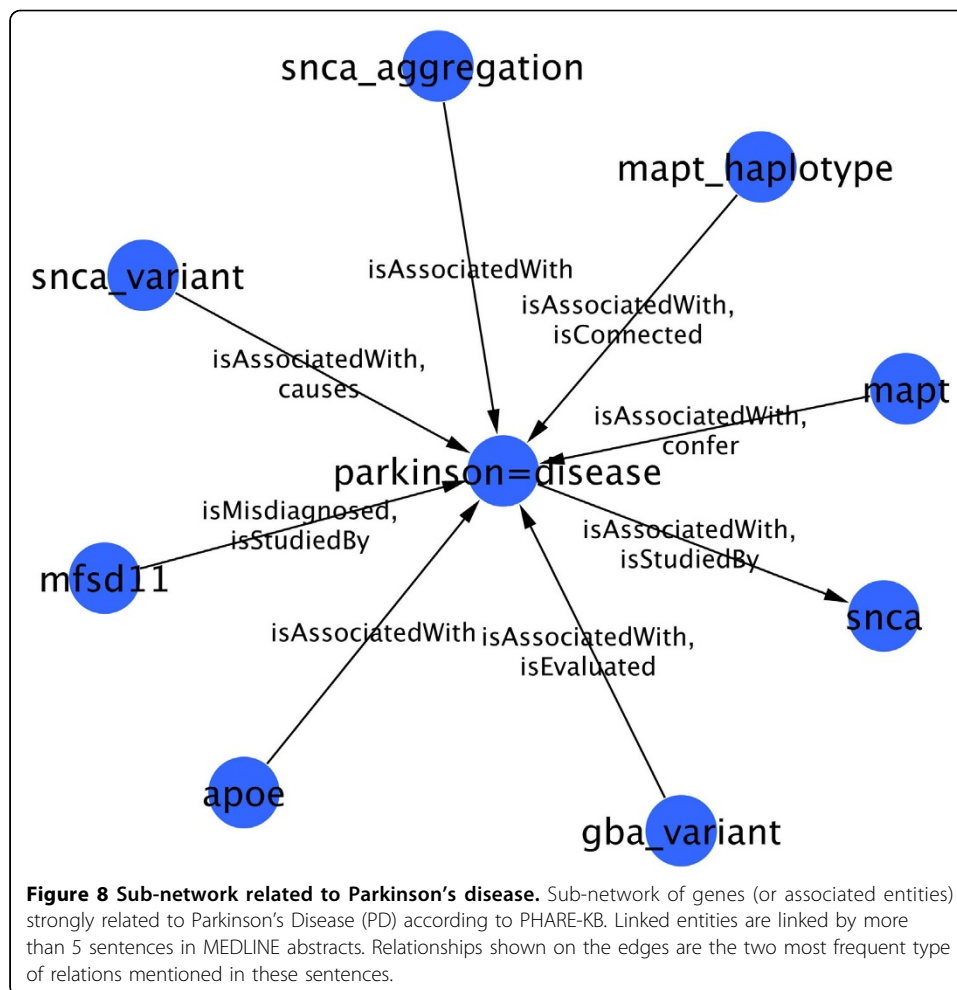 snca_aggregation
mapt_haplotype
snca_variant
isAssociatedWith
isAssociatedWith,
isConnected
isAssociatedWith,
causes
mapt
isAssociatedWith,
confer
parkinson=disease
isMisdiagnosed,
isStudiedBy
isAssociatedWith,
isStudiedBy
mfsd11
snca
isAssociatedWith
isAssociatedWith,
isEvaluated
apoe
gba_variant
Figure 8 Sub-network related to Parkinson's disease. Sub-network of genes (or associated entities)
strongly related to Parkinson's Disease (PD) according to PHARE-KB. Linked entities are linked by more
than 5 sentences in MEDLINE abstracts. Relationships shown on the edges are the two most frequent type
of relations mentioned in these sentences.